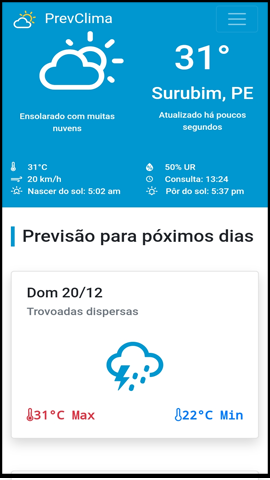 PrevClima
31°
Surubim, PE
Ensolarado com muitas
nuvens
Atualizado há poucos
segundos
31°C
50% UR
20 km/h
Consulta: 13:24
Nascer do sol: 5:02 am
Pôr do sol: 5:37 pm
Previsão para póximos dias
Dom 20/12
Trovoadas dispersas
31°C Max
22°C Min